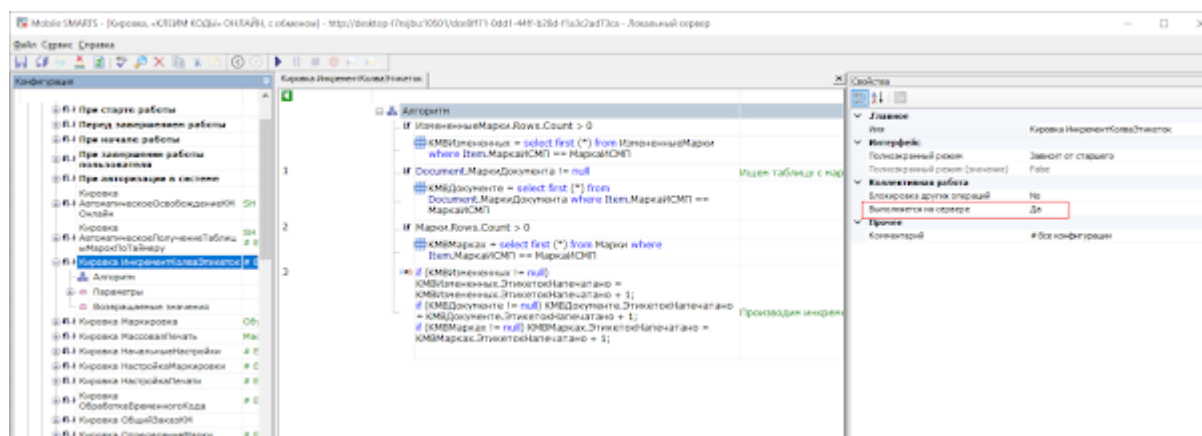 Mobile SMARTS - [Кировка, «КЛЕИМ КОДЫ» ОНЛАЙН, с обменом] - - Локальный сервер
Файл Сервис Справка
Конфигурация
При старте работы
Перед завершением работы
При начале работы
При завершении работы
пользователя
При авторизации в системе
Кировка
АвтоматическоеОсвобождениеКМ
Онлайн
Кировка
АвтоматическоеПолучениеТаблиц
ыМарокПоТаймеру
Кировка ИнкрементКолваЭтикеток
Алгоритм
Параметры
Возвращаемые значения
Кировка Маркировка
Кировка МассоваяПечать
Кировка НачальныеНастройки
Кировка НастройкаМаркировки
Кировка НастройкаПечати
Кировка
ОбработкаВременногоКода
Кировка ОбщийЗаказКМ
Кировка ОпределениеМарки
Кировка ИнкрементКолваЭтикеток
Алгоритм
if ИзмененныеМарки.Rows.Count > 0
КМВИзмененных = select first (*) from ИзмененныеМарки
where Item.МаркаИСМП == МаркаИСМП
1 if Document.МаркиДокумента != null Ищем таблицу с мар
КМВДокументе = select first (*) from
Document.МаркиДокумента where Item.МаркаИСМП ==
МаркаИСМП
2 if Марки.Rows.Count > 0
КМВМарках = select first (*) from Марки where
Item.МаркаИСМП == МаркаИСМП
3 if (КМВИзмененных != null)
КМВИзмененных.ЭтикетокНапечатано =
КМВИзмененных.ЭтикетокНапечатано + 1;
if (КМВДокументе != null) КМВДокументе.ЭтикетокНапечатано
= КМВДокументе.ЭтикетокНапечатано + 1;
if (КМВМарках != null) КМВМарках.ЭтикетокНапечатано =
КМВМарках.ЭтикетокНапечатано + 1;
Производим инкрем
Свойства
Главное
Имя Кировка ИнкрементКолваЭтикеток
Интерфейс
Полноэкранный режим Зависит от старшего
Полноэкранный режим (значение) False
Коллективная работа
Блокировка других операций No
Выполняется на сервере Да
Прочее
Комментарий # Все конфигурации